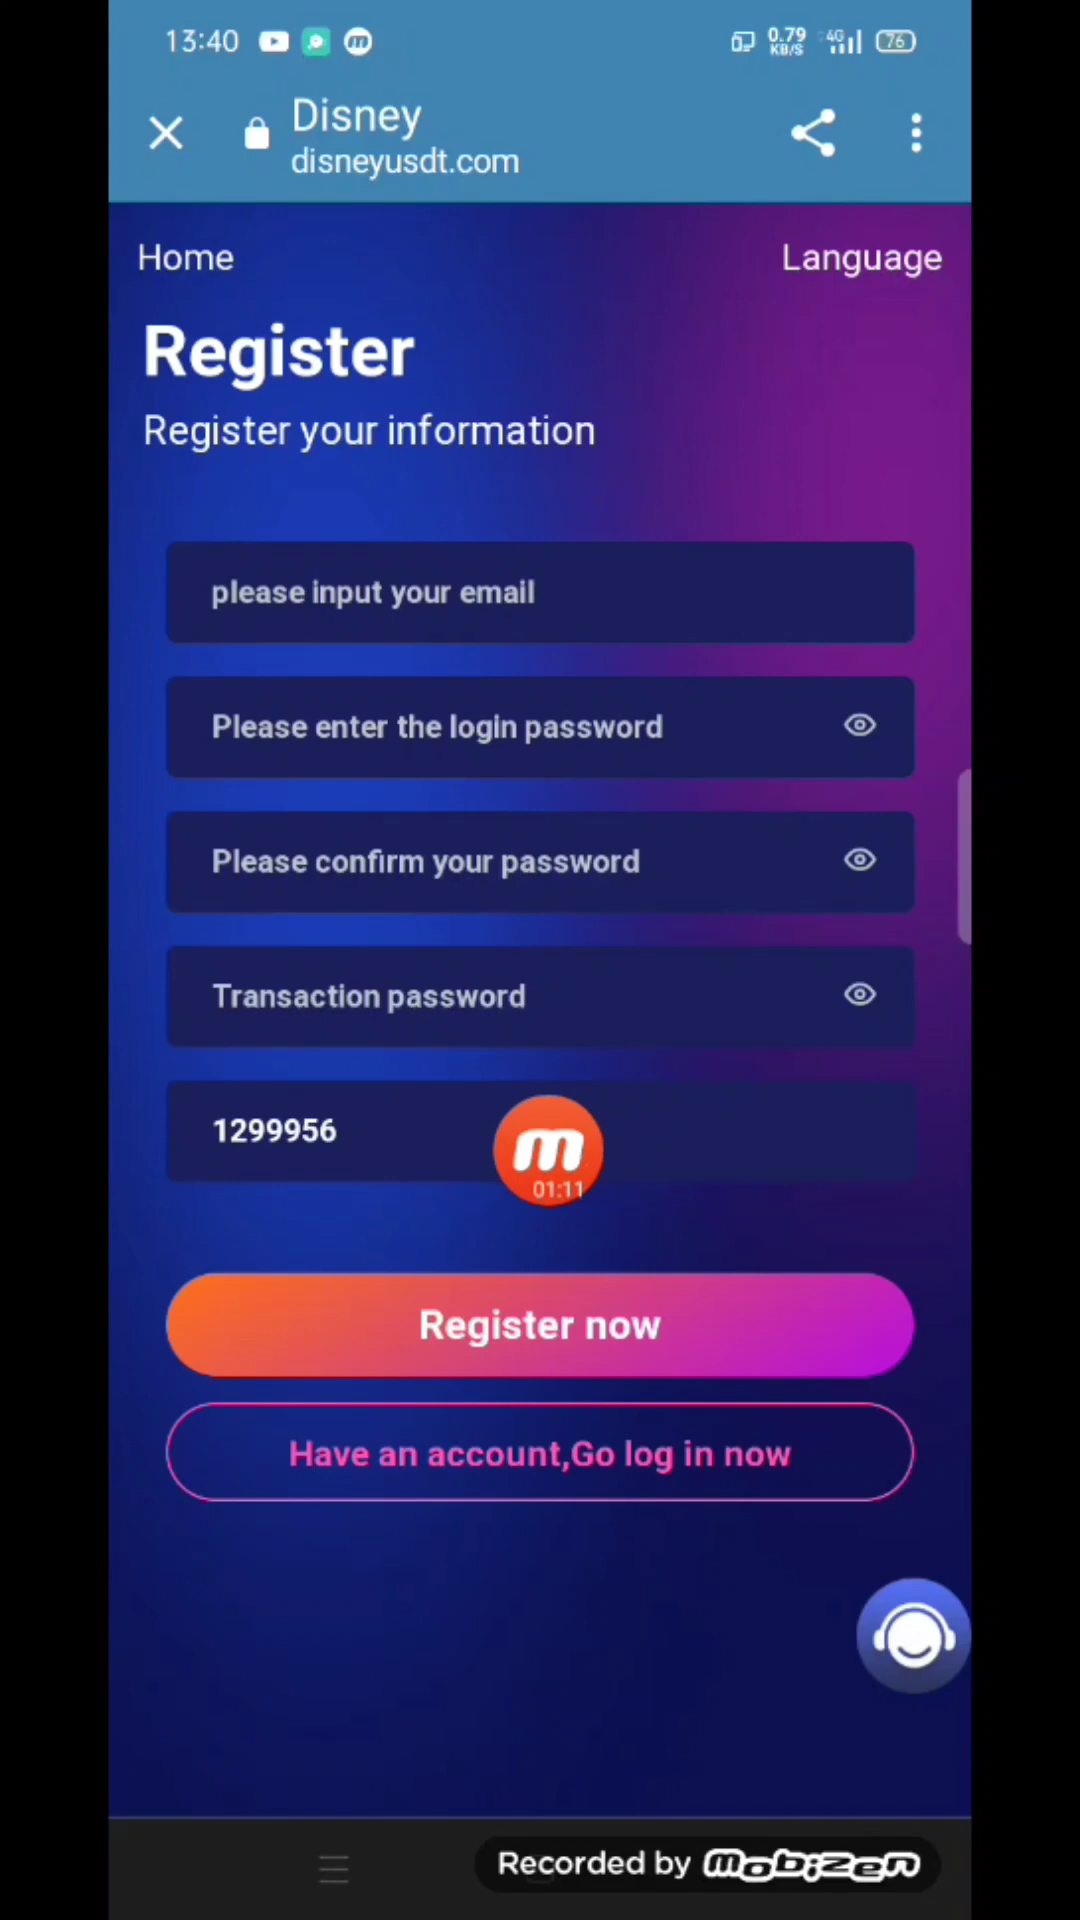 13:40 0.79 KB/S 4G 76
Disney
disneyusdt.com
Home Language
Register
Register your information
please input your email
Please enter the login password
Please confirm your password
Transaction password
1299956
m
01:11
Register now
Have an account,Go log in now
Recorded by mobizen